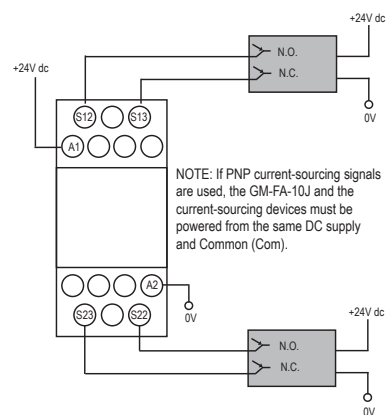 +24V dc
N.O.
N.C.
0V
+24V dc
S12
S13
A1
NOTE: If PNP current-sourcing signals
are used, the GM-FA-10J and the
current-sourcing devices must be
powered from the same DC supply
and Common (Com).
A2
0V
S23
S22
+24V dc
N.O.
N.C.
0V